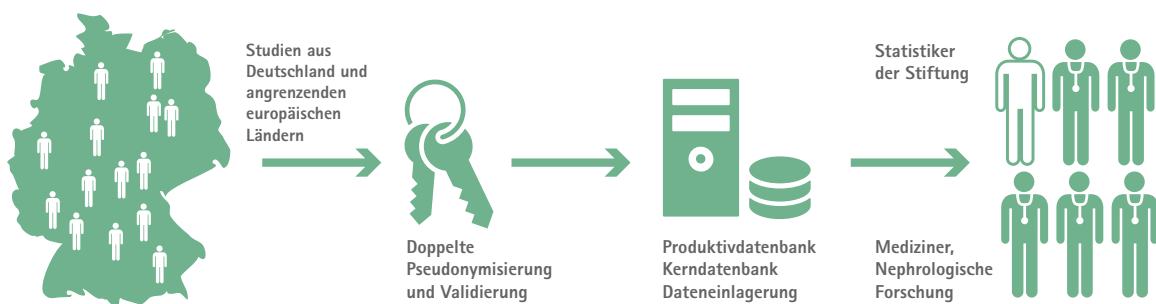 Studien aus
Deutschland und
angrenzenden
europäischen
Ländern
Doppelte
Pseudonymisierung
und Validierung
Produktivdatenbank
Kerndatenbank
Dateneinlagerung
Statistiker
der Stiftung
Mediziner,
Nephrologische
Forschung